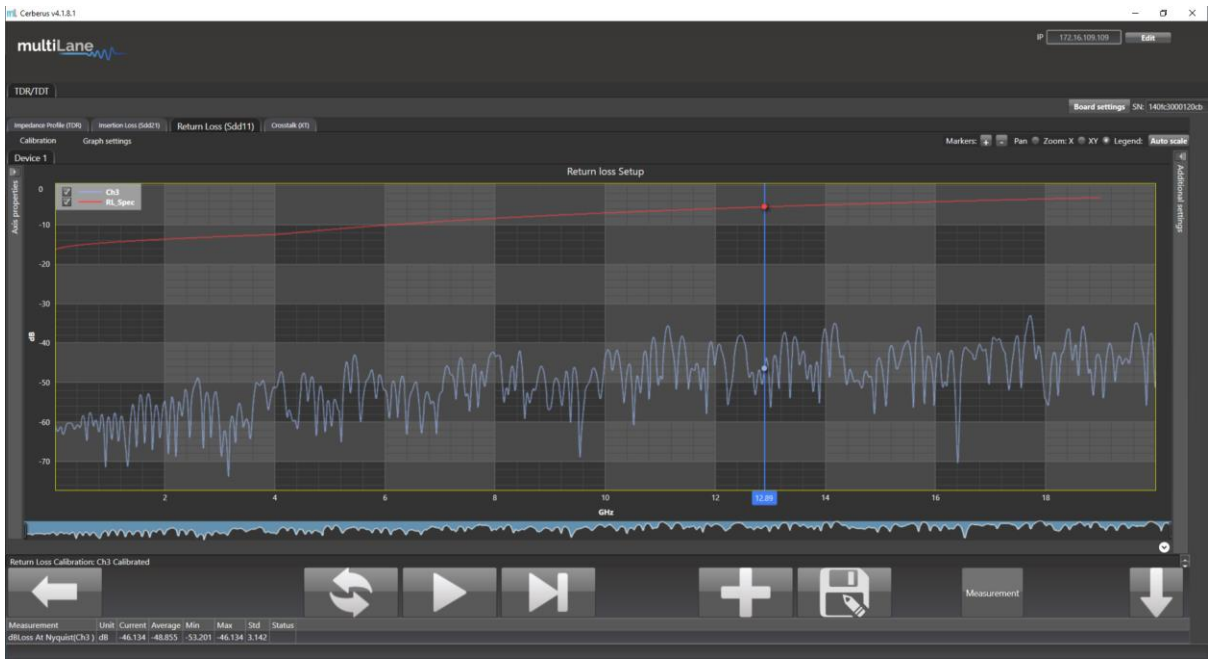 mL Cerberus v4.1.8.1
multiLane
IP 172.16.109.109 Edit
TDR/TDT
Board settings SN: 140fc3000120cb
Impedance Profile (TDR) Insertion Loss (Sdd21) Return Loss (Sdd11) Crosstalk (XT)
Calibration Graph settings Markers: + - Pan Zoom: X XY Legend: Auto scale
Device 1
Return loss Setup
Axis properties
Additional settings
Ch3
RL_Spec
dB
0
-10
-20
-30
-40
-50
-60
-70
2 4 6 8 10 12 12.89 14 16 18
GHz
Return Loss Calibration: Ch3 Calibrated
Measurement
Measurement Unit Current Average Min Max Std Status
dBLoss At Nyquist(Ch3 ) dB -46.134 -48.855 -53.201 -46.134 3.142